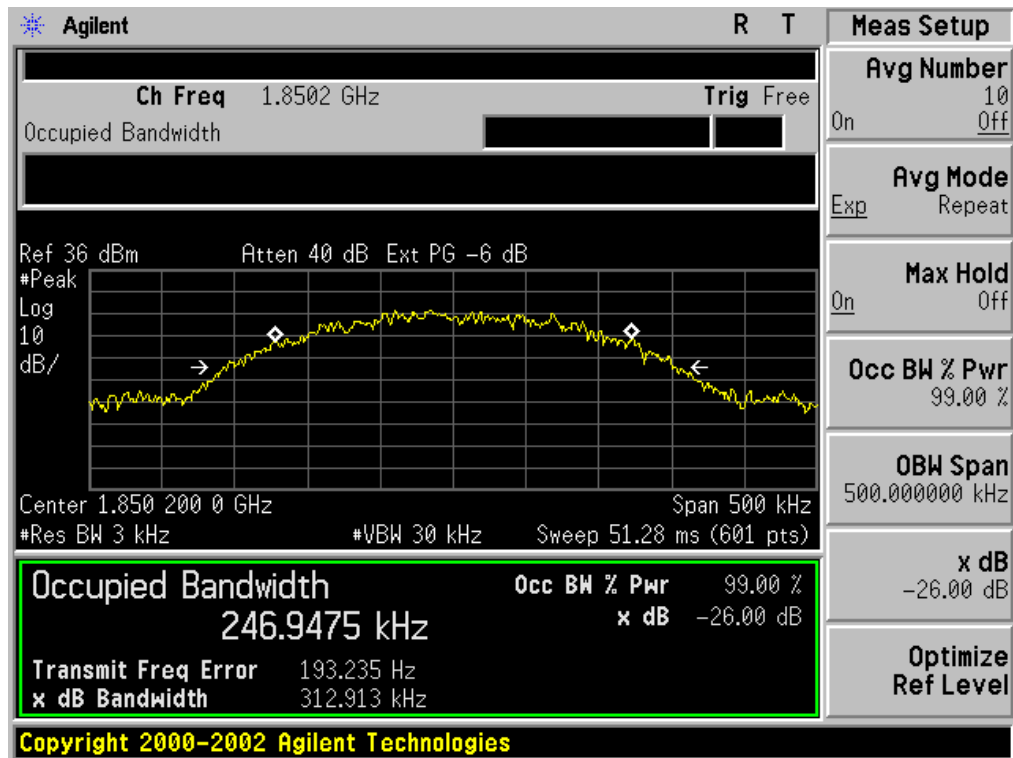 Agilent R T
Ch Freq 1.8502 GHz Trig Free
Occupied Bandwidth
Ref 36 dBm Atten 40 dB Ext PG -6 dB
#Peak
Log
10
dB/
Center 1.850 200 0 GHz Span 500 kHz
#Res BW 3 kHz #VBW 30 kHz Sweep 51.28 ms (601 pts)
Occupied Bandwidth Occ BW % Pwr 99.00 %
246.9475 kHz x dB -26.00 dB
Transmit Freq Error 193.235 Hz
x dB Bandwidth 312.913 kHz
Copyright 2000-2002 Agilent Technologies
Meas Setup
Avg Number
10
On Off
Avg Mode
Exp Repeat
Max Hold
On Off
Occ BW % Pwr
99.00 %
OBW Span
500.000000 kHz
x dB
-26.00 dB
Optimize
Ref Level